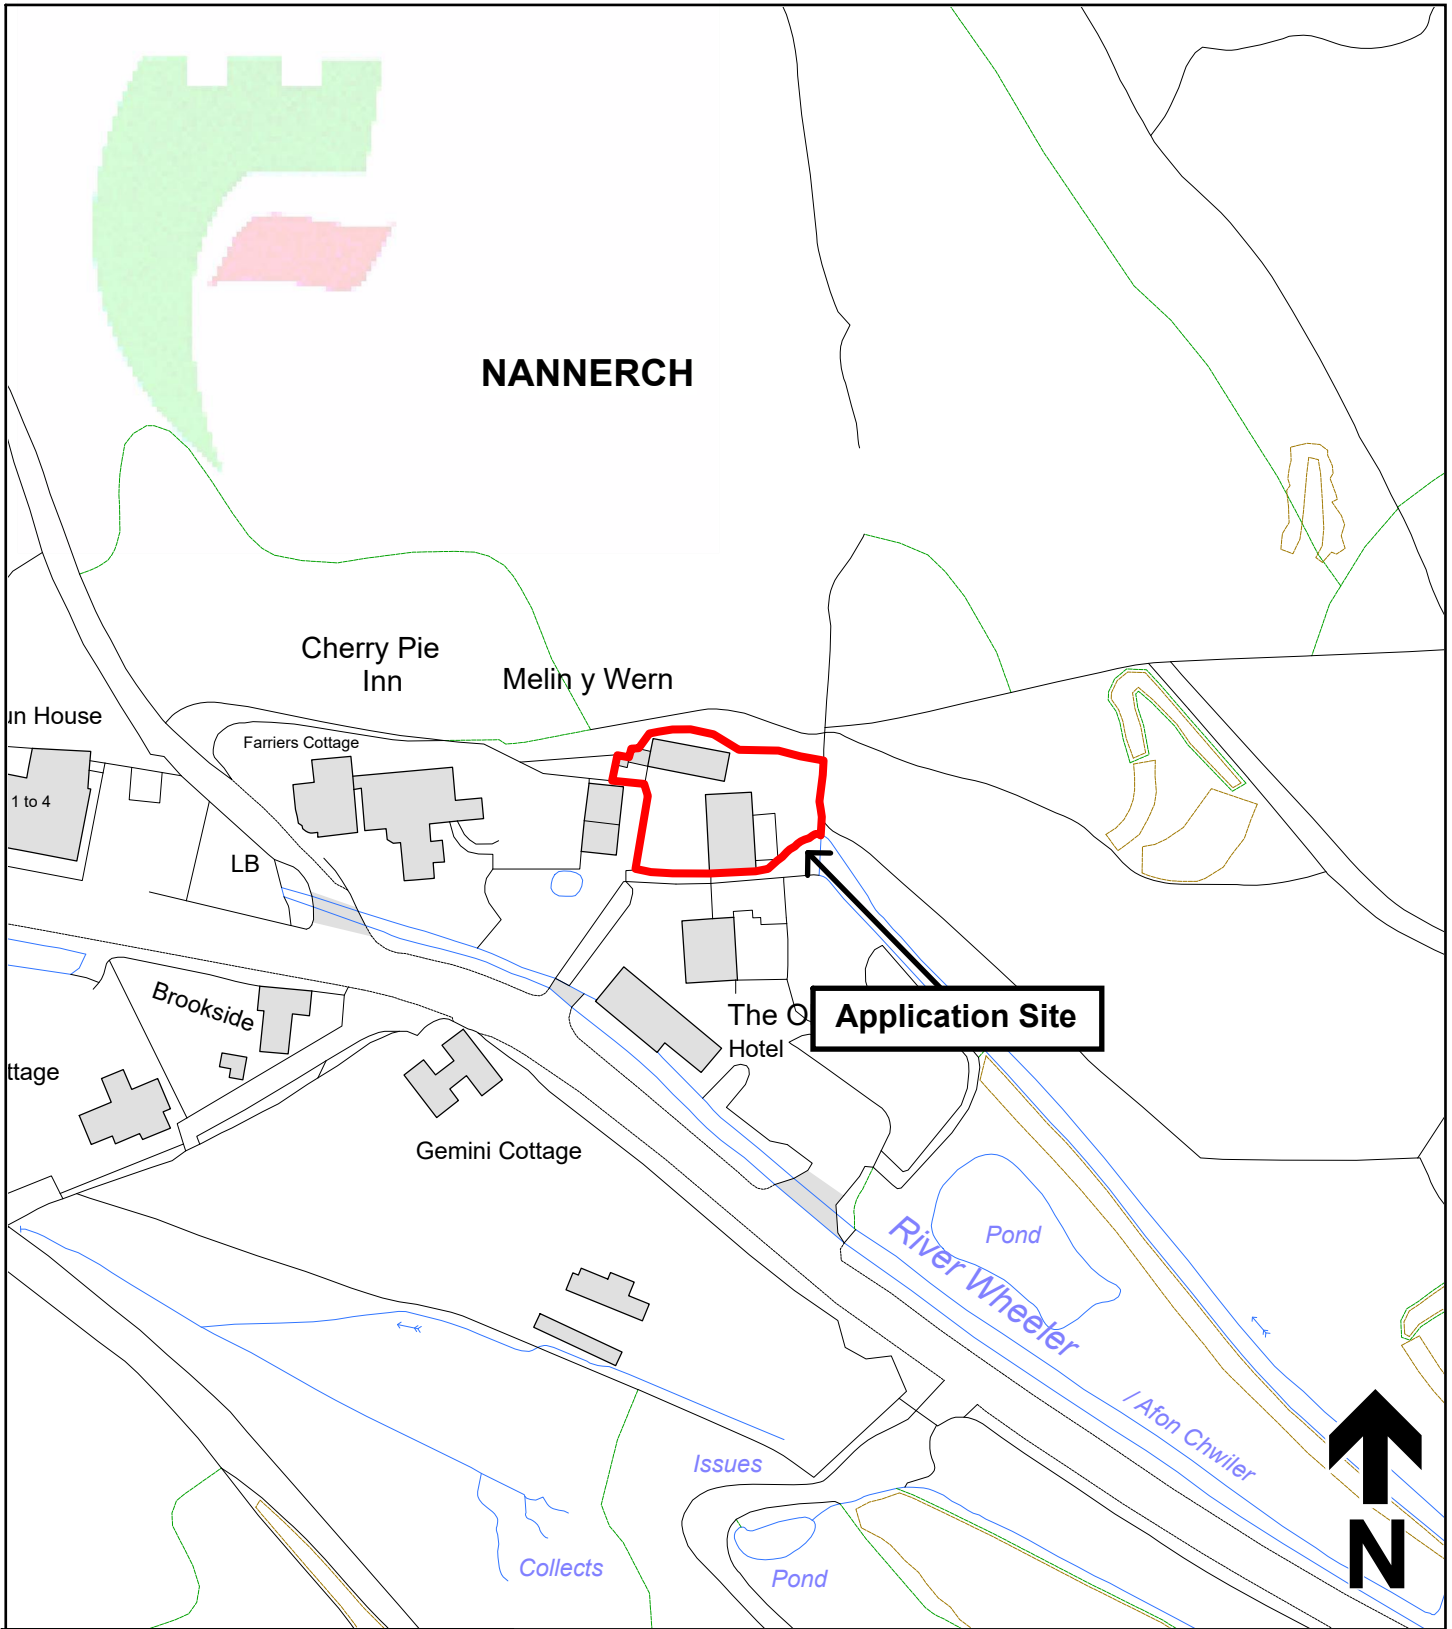 NANNERCH
Cherry Pie
Inn
Melin y Wern
un House
Farriers Cottage
1 to 4
LB
Brookside
The O
Hotel
Application Site
ttage
Gemini Cottage
River Wheeler
Pond
/ Afon Chwiler
Issues
Collects
Pond
N